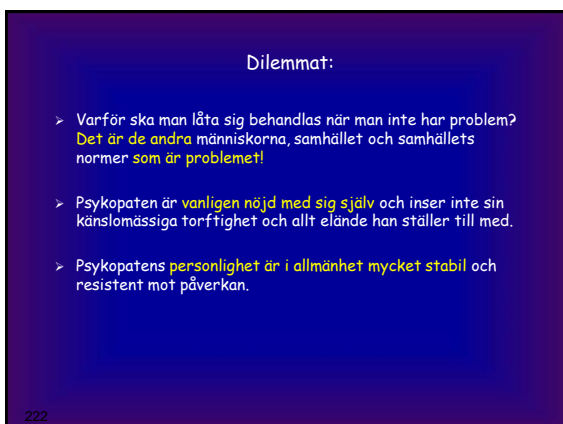 Dilemmat:
➢ Varför ska man låta sig behandlas när man inte har problem?
Det är de andra människorna, samhället och samhällets
normer som är problemet!
➢ Psykopaten är vanligen nöjd med sig själv och inser inte sin
känslomässiga torftighet och allt elände han ställer till med.
➢ Psykopatens personlighet är i allmänhet mycket stabil och
resistent mot påverkan.
222